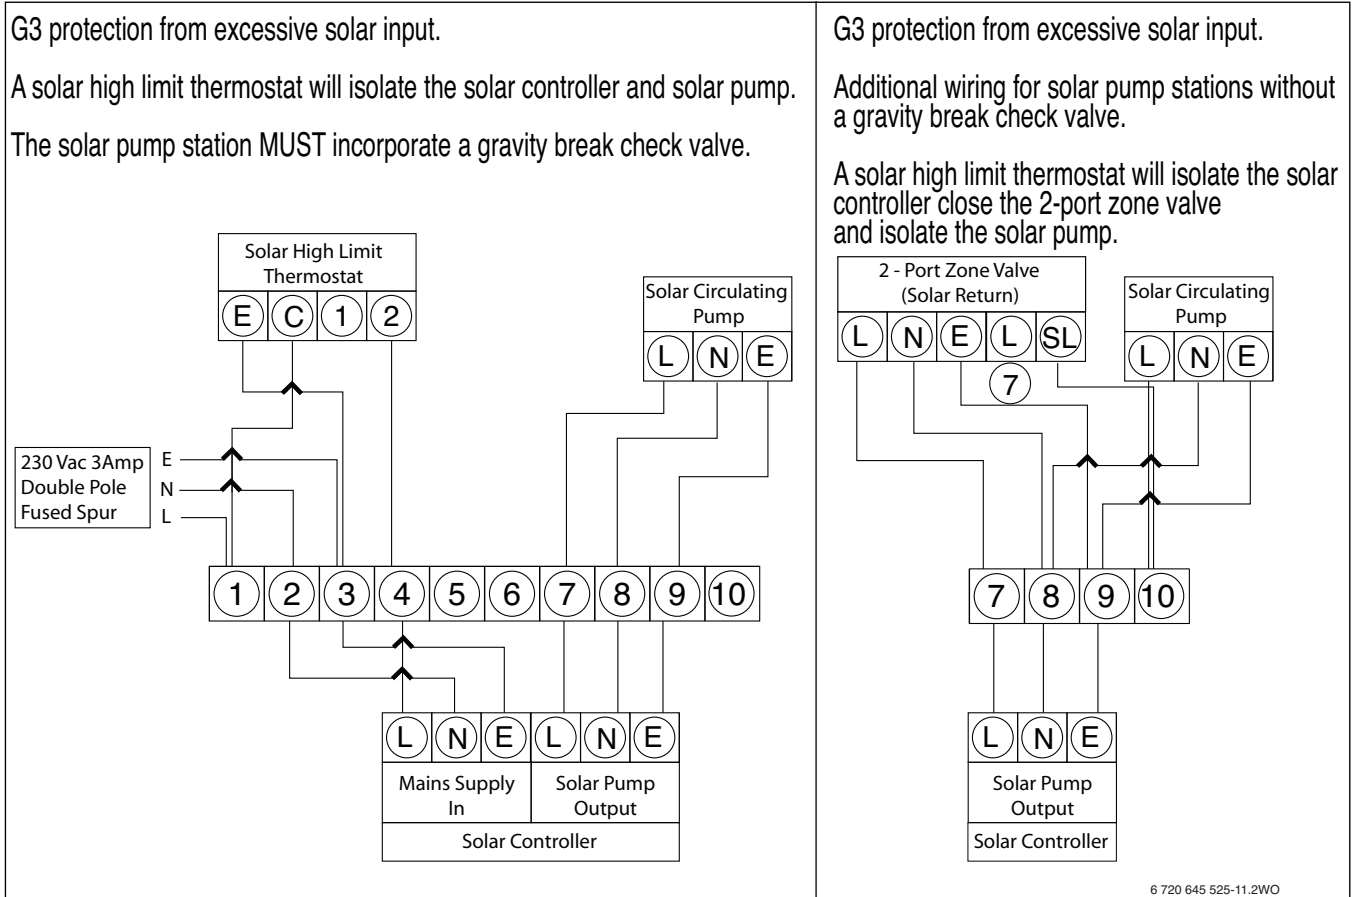 G3 protection from excessive solar input.
A solar high limit thermostat will isolate the solar controller and solar pump.
The solar pump station MUST incorporate a gravity break check valve.
Solar High Limit
Thermostat
E C 1 2
Solar Circulating
Pump
L N E
230 Vac 3Amp
Double Pole
Fused Spur
E
N
L
1 2 3 4 5 6 7 8 9 10
L N E L N E
Mains Supply
In
Solar Pump
Output
Solar Controller
G3 protection from excessive solar input.
Additional wiring for solar pump stations without
a gravity break check valve.
A solar high limit thermostat will isolate the solar
controller close the 2-port zone valve
and isolate the solar pump.
2 - Port Zone Valve
(Solar Return)
L N E L SL
7
Solar Circulating
Pump
L N E
7 8 9 10
L N E
Solar Pump
Output
Solar Controller
6 720 645 525-11.2WO